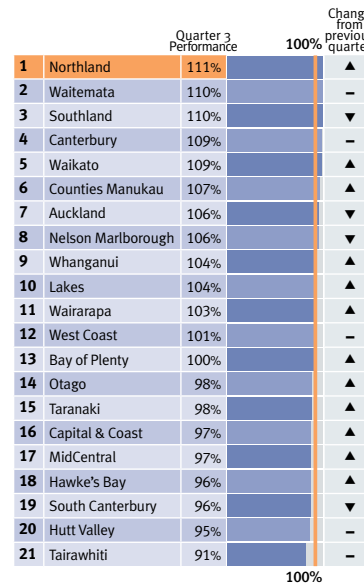 Quarter 3
Performance
100%
Chang
from
previou
quarte
1 Northland 111% ▲
2 Waitemata 110% –
3 Southland 110% ▼
4 Canterbury 109% –
5 Waikato 109% ▲
6 Counties Manukau 107% ▲
7 Auckland 106% ▼
8 Nelson Marlborough 106% ▼
9 Whanganui 104% ▲
10 Lakes 104% ▲
11 Wairarapa 103% ▲
12 West Coast 101% –
13 Bay of Plenty 100% ▲
14 Otago 98% ▲
15 Taranaki 98% ▲
16 Capital & Coast 97% ▲
17 MidCentral 97% ▲
18 Hawke's Bay 96% ▲
19 South Canterbury 96% ▼
20 Hutt Valley 95% –
21 Tairawhiti 91% –
100%